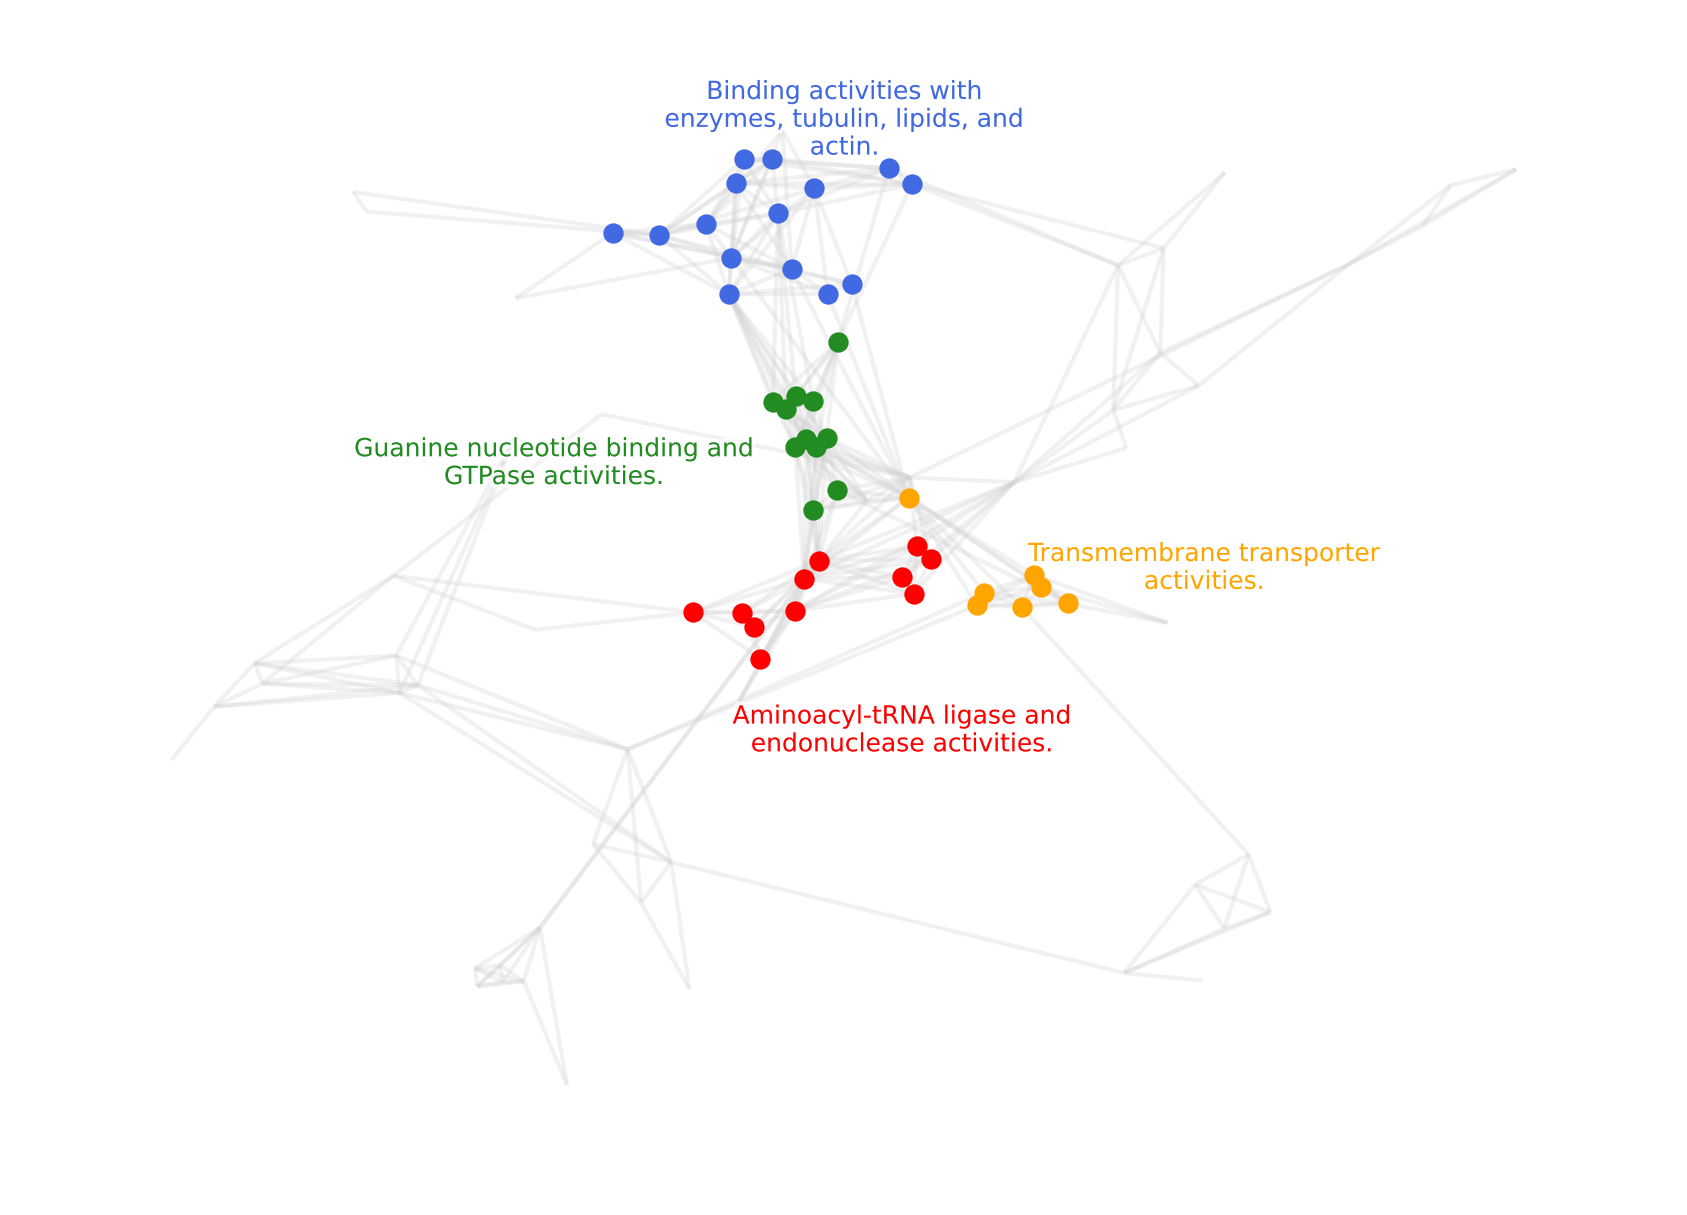 Binding activities with
enzymes, tubulin, lipids, and
actin.
Guanine nucleotide binding and
GTPase activities.
Transmembrane transporter
activities.
Aminoacyl-tRNA ligase and
endonuclease activities.